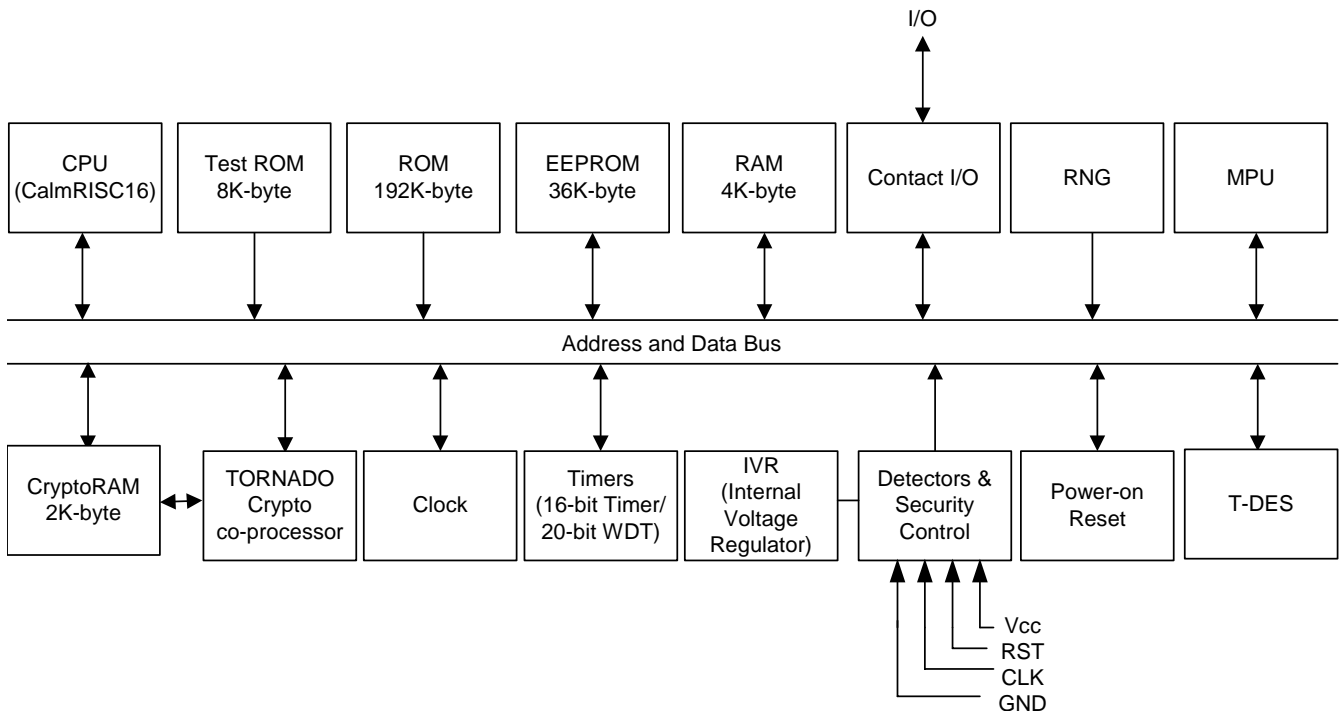 I/O
CPU
(CalmRISC16)
Test ROM
8K-byte
ROM
192K-byte
EEPROM
36K-byte
RAM
4K-byte
Contact I/O
RNG
MPU
Address and Data Bus
CryptoRAM
2K-byte
TORNADO
Crypto
co-processor
Clock
Timers
(16-bit Timer/
20-bit WDT)
IVR
(Internal
Voltage
Regulator)
Detectors &
Security
Control
Power-on
Reset
T-DES
Vcc
RST
CLK
GND